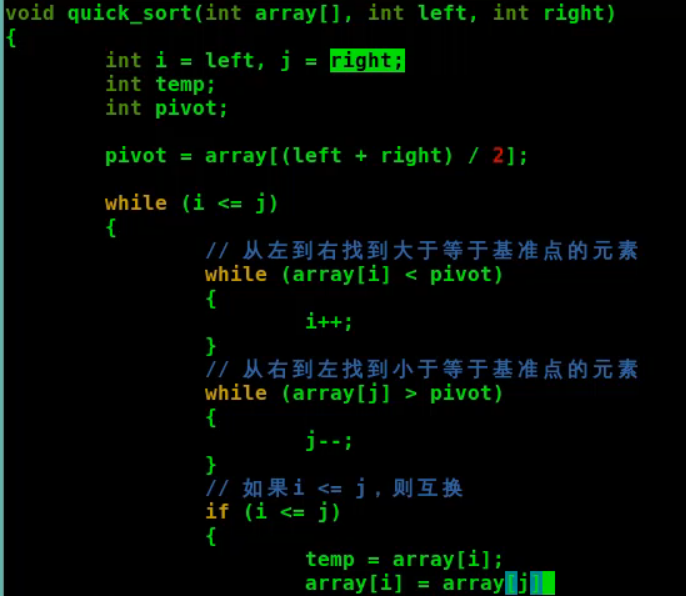 void quick_sort(int array[], int left, int right)
{
int i = left, j = right;
int temp;
int pivot;
pivot = array[(left + right) / 2];
while (i <= j)
{
// 从左到右找到大于等于基准点的元素
while (array[i] < pivot)
{
i++;
}
// 从右到左找到小于等于基准点的元素
while (array[j] > pivot)
{
j--;
}
// 如果i <= j，则互换
if (i <= j)
{
temp = array[i];
array[i] = array[j]